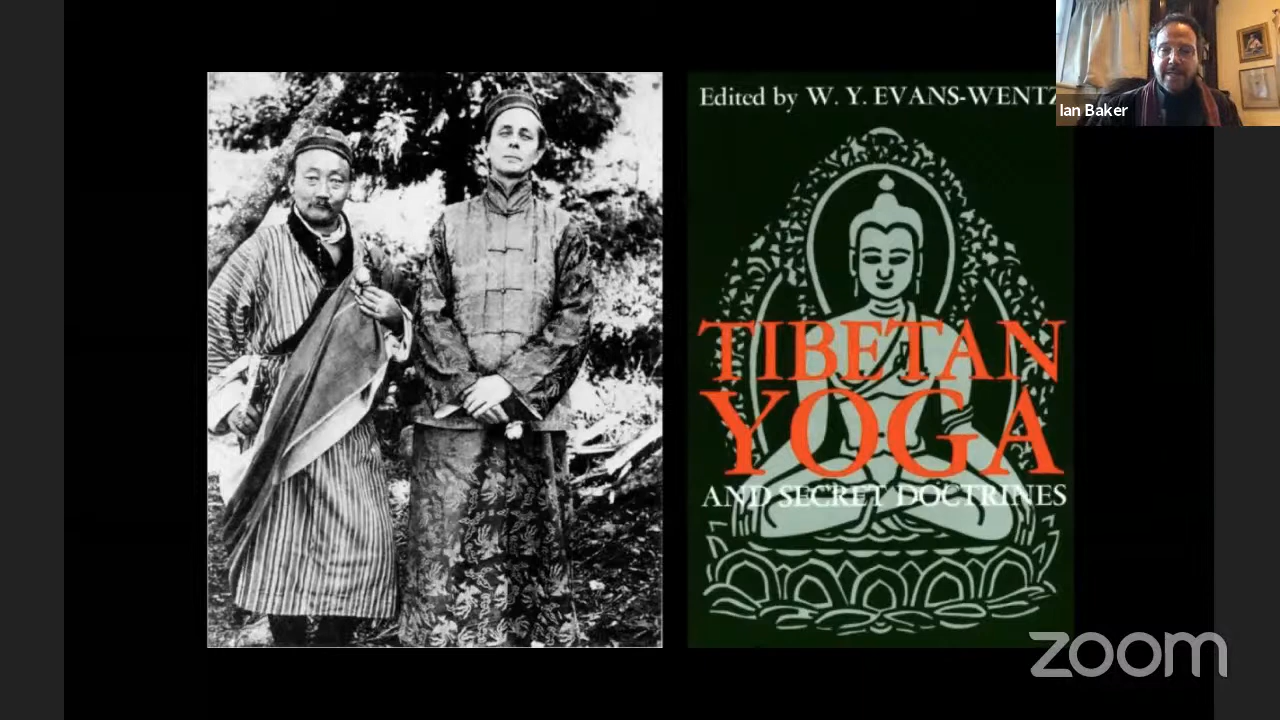 Edited by W. Y. EVANS-WENTZ
Ian Baker
TIBETAN
YOGA
AND SECRET DOCTRINES
zoom